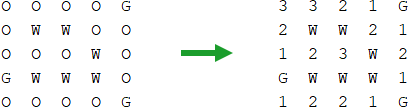 O O O O G 3 3 2 1 G
O W W O O 2 W W 2 1
O O O W O 1 2 3 W 2
G W W W O G W W W 1
O O O O G 1 2 2 1 G